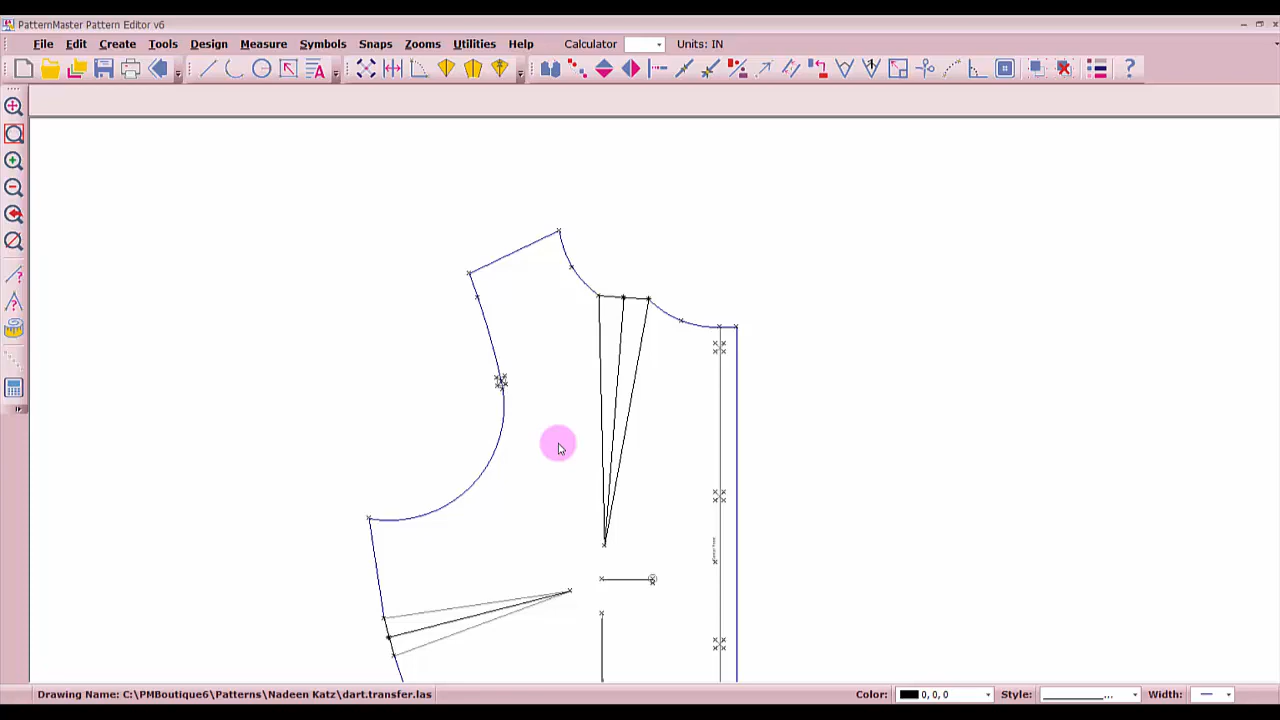 PatternMaster Pattern Editor v6
File Edit Create Tools Design Measure Symbols Snaps Zooms Utilities Help Calculator Units: IN
Drawing Name: C:\PMBoutique6\Patterns\Nadeen Katz\dart.transfer.las Color: 0, 0, 0 Style: ... Width: